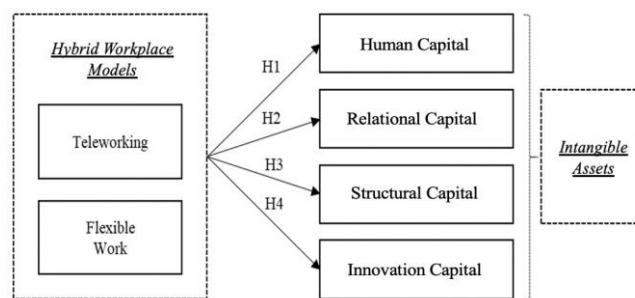 Hybrid Workplace
Models
Teleworking
Flexible
Work
H1
H2
H3
H4
Human Capital
Relational Capital
Structural Capital
Innovation Capital
Intangible
Assets